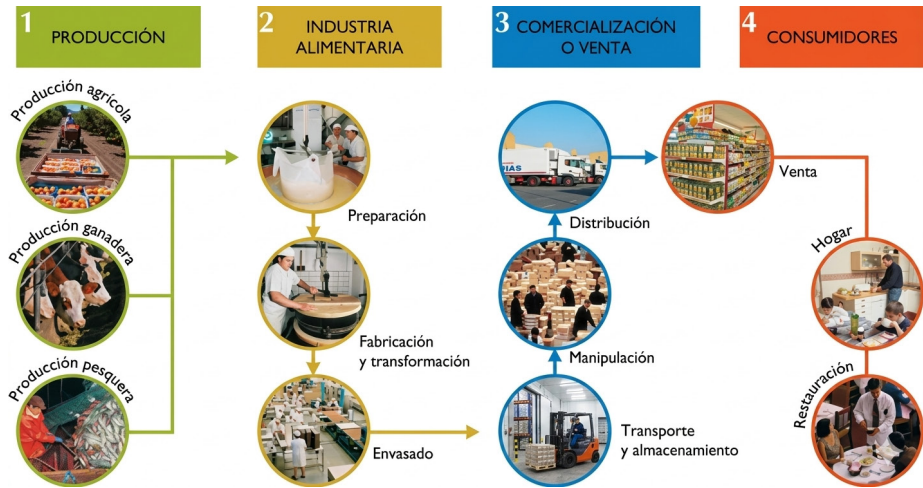 1
PRODUCCIÓN
Producción agrícola
Producción ganadera
Producción pesquera
2
INDUSTRIA
ALIMENTARIA
Preparación
Fabricación
y transformación
Envasado
3
COMERCIALIZACIÓN
O VENTA
DIAS
Distribución
Manipulación
Transporte
y almacenamiento
4
CONSUMIDORES
Venta
Hogar
Restauración